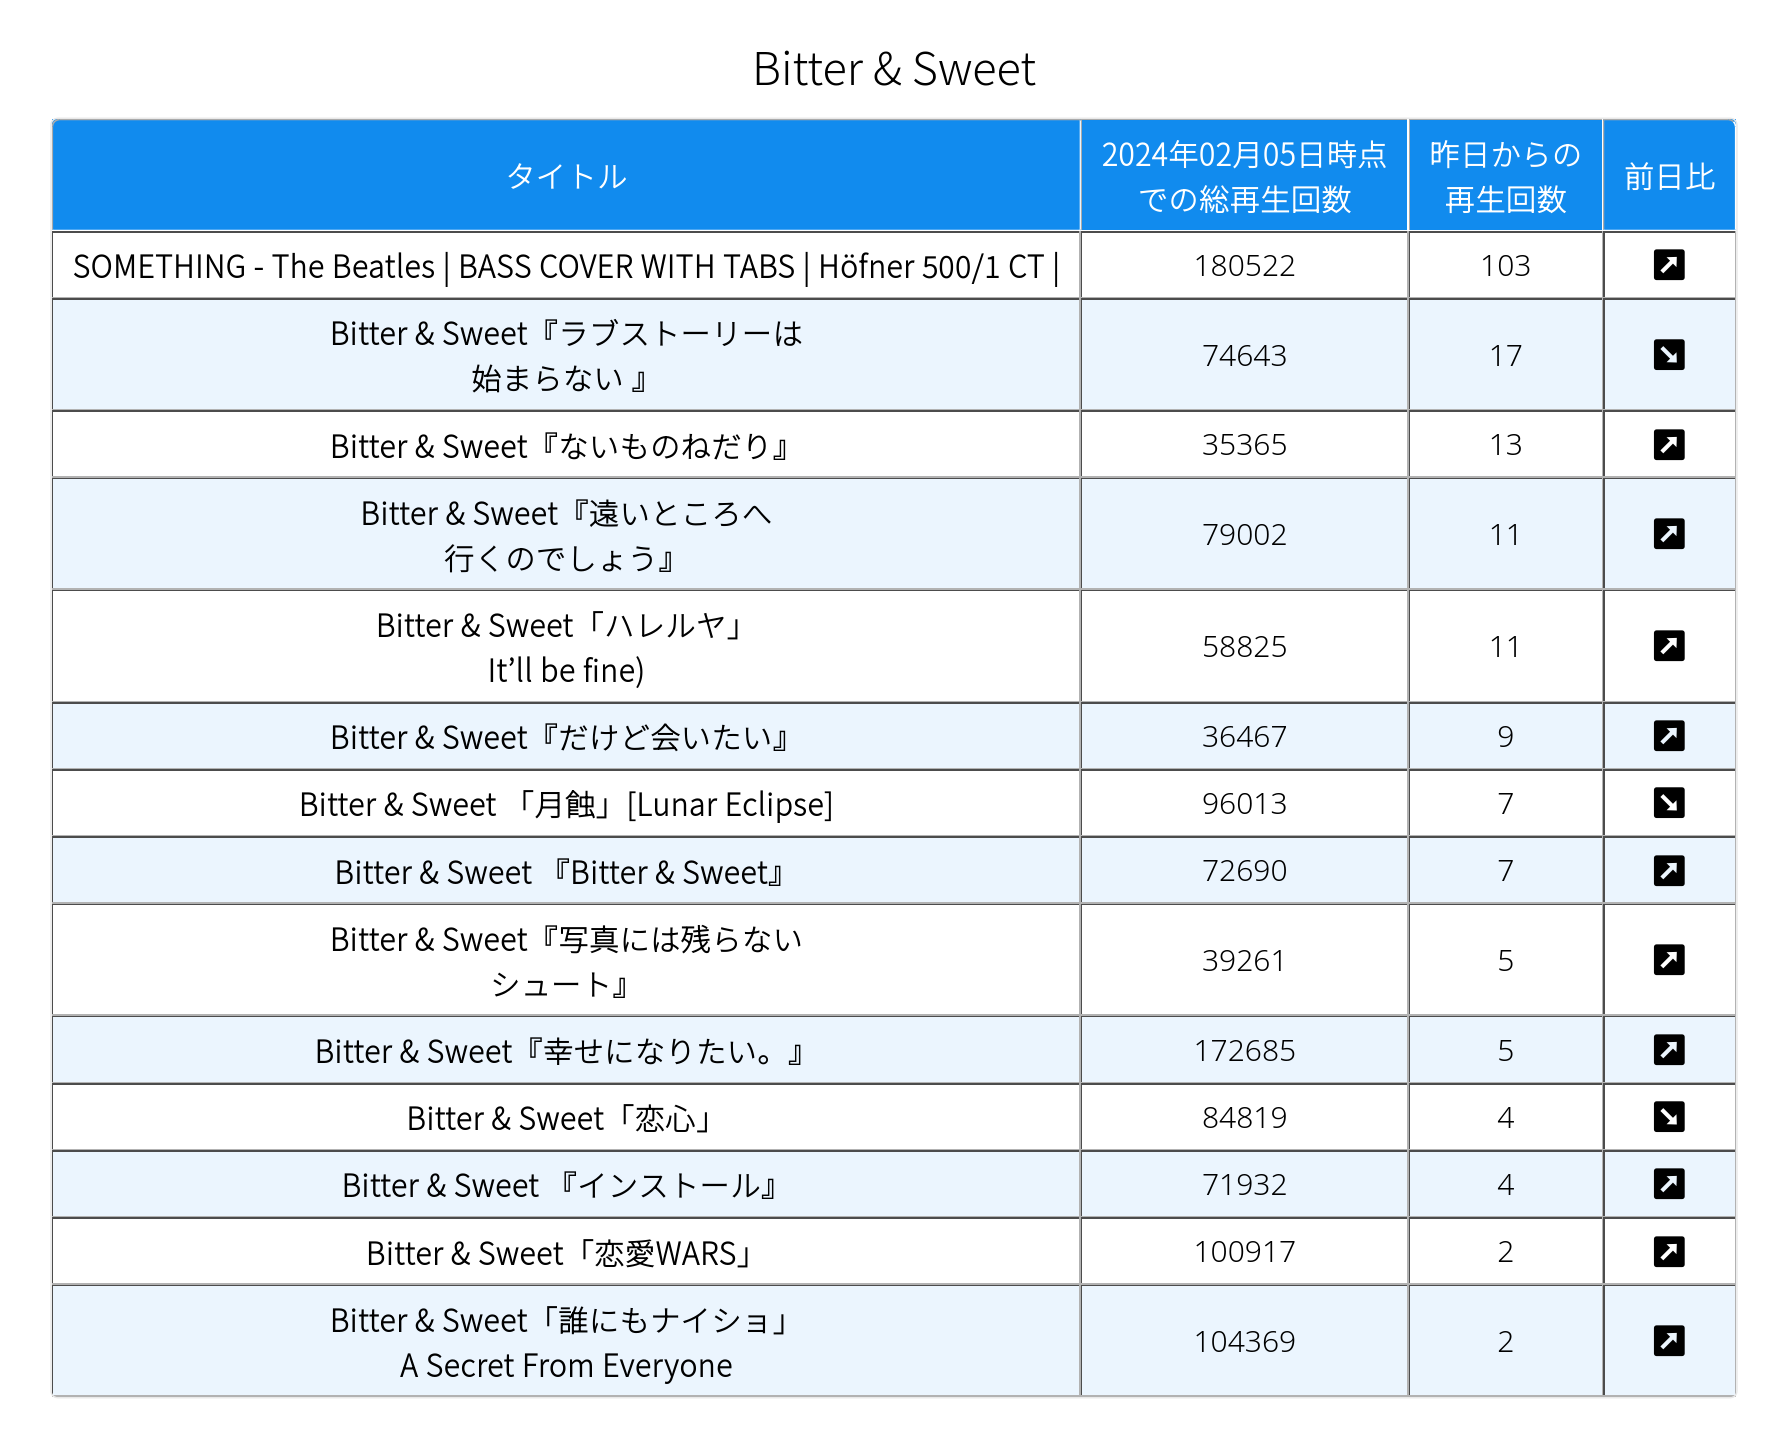 Bitter & Sweet
タイトル
2024年02月05日時点
での総再生回数
昨日からの
再生回数
前日比
SOMETHING - The Beatles | BASS COVER WITH TABS | Höfner 500/1 CT |
180522
103
Bitter & Sweet『ラブストーリーは
始まらない 』
74643
17
Bitter & Sweet『ないものねだり』
35365
13
Bitter & Sweet『遠いところへ
行くのでしょう』
79002
11
Bitter & Sweet「ハレルヤ」
It’ll be fine)
58825
11
Bitter & Sweet『だけど会いたい』
36467
9
Bitter & Sweet 「月蝕」[Lunar Eclipse]
96013
7
Bitter & Sweet 『Bitter & Sweet』
72690
7
Bitter & Sweet『写真には残らない
シュート』
39261
5
Bitter & Sweet『幸せになりたい。』
172685
5
Bitter & Sweet「恋心」
84819
4
Bitter & Sweet 『インストール』
71932
4
Bitter & Sweet「恋愛WARS」
100917
2
Bitter & Sweet「誰にもナイショ」
A Secret From Everyone
104369
2